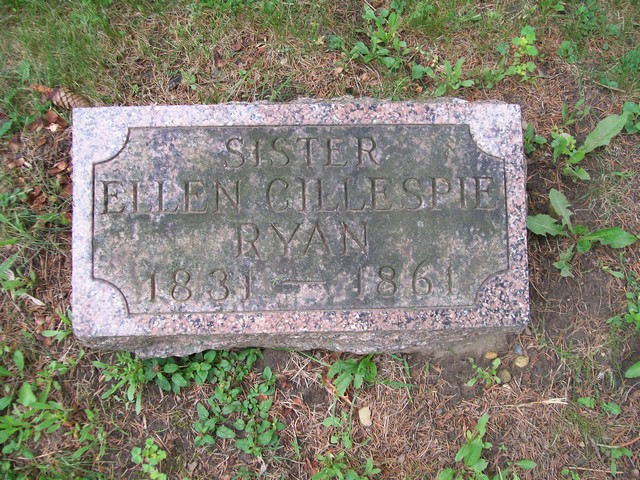 SISTER
ELLEN GILLESPIE
RYAN
1831 — 1861